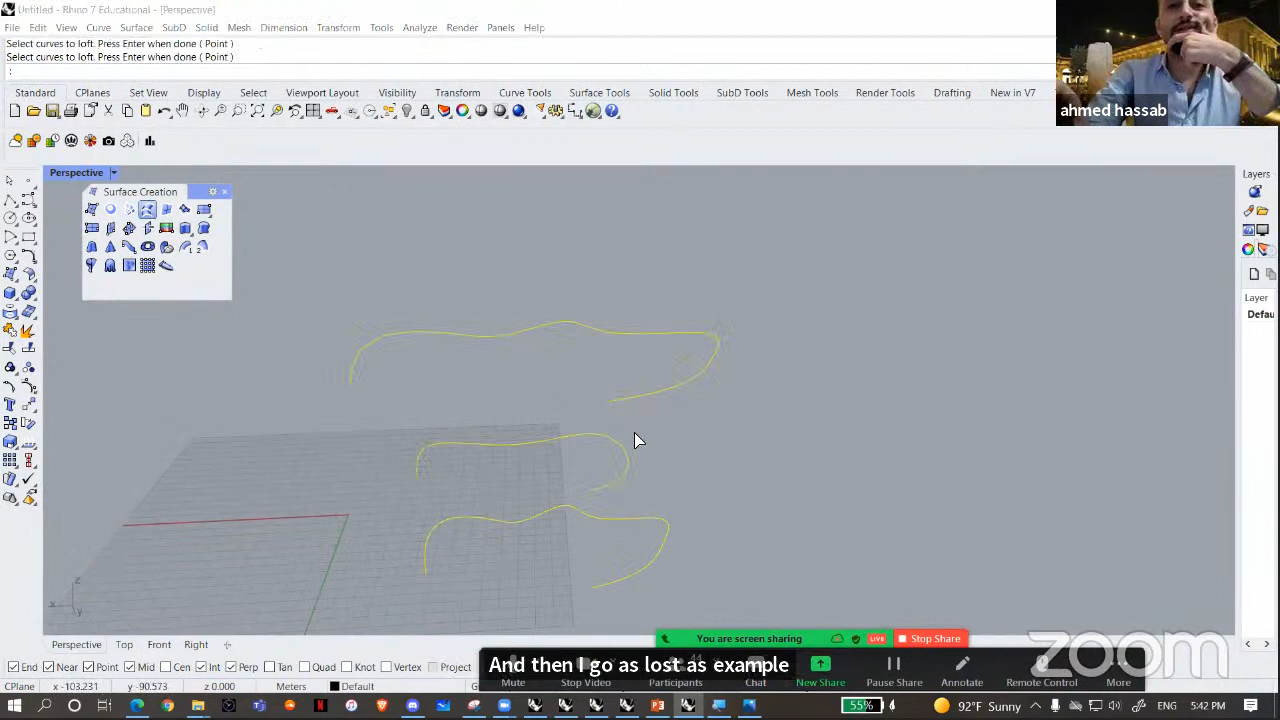 Untitled - Rhino 7 Educational - [Perspective]
File Edit View Curve Surface SubD Solid Mesh Dimension Transform Tools Analyze Render Panels Help
Select curves to loft. Press Enter when done ( Point )
Select curves to loft. Press Enter when done ( Point )
:
Standard CPlanes Set View Display Select Viewport Layout Visibility Transform Curve Tools Surface Tools Solid Tools SubD Tools Mesh Tools Render Tools Drafting New in V7
ahmed hassab
Perspective
Layers
Surface Creation
1 2
Layer
Defau
z
x
y
You are screen sharing LIVE Stop Share
Perspective Top Front Right
zoom
And then I go as lost as example
End Near Point Mid Cen Int Perp Tan Quad Knot Vertex Project
44
Mute Stop Video Participants Chat New Share Pause Share Annotate Remote Control More
CPlane x -103.231 y -90.573 z 0.000 Meters Default
55% 92°F Sunny ENG 5:42 PM